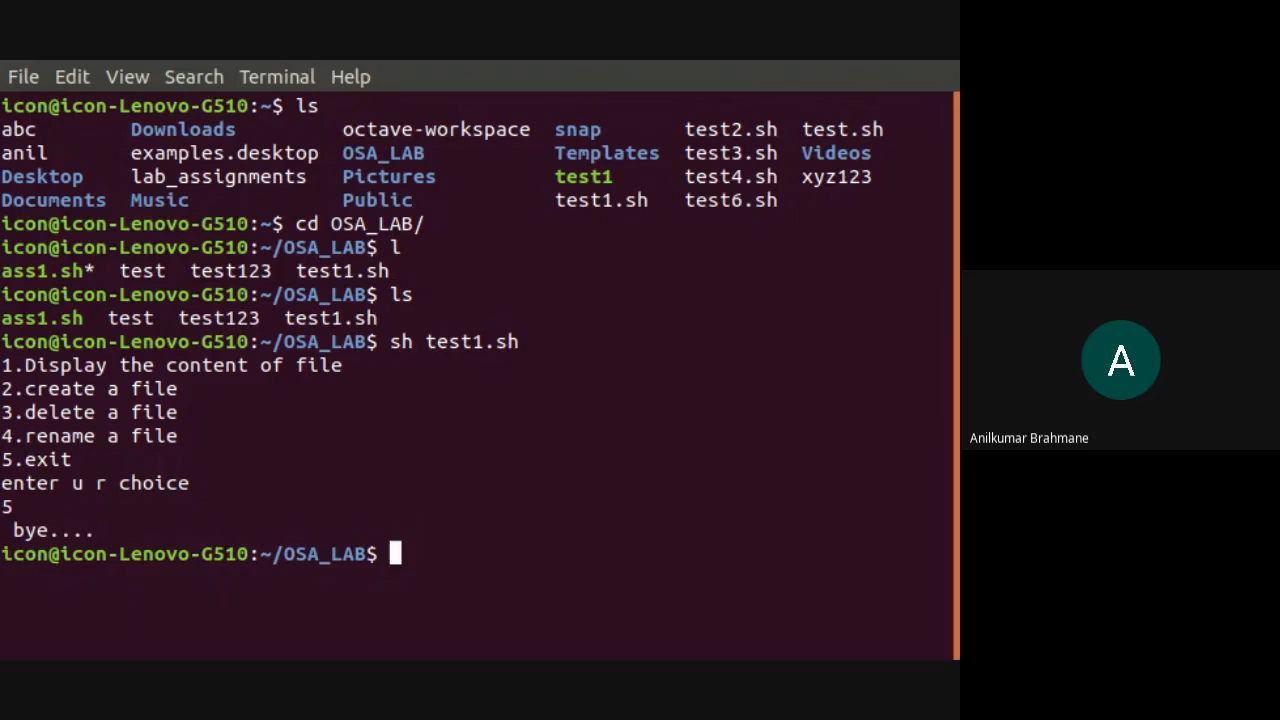 File Edit View Search Terminal Help
icon@icon-Lenovo-G510:~$ ls
abc Downloads octave-workspace snap test2.sh test.sh
anil examples.desktop OSA_LAB Templates test3.sh Videos
Desktop lab_assignments Pictures test1 test4.sh xyz123
Documents Music Public test1.sh test6.sh
icon@icon-Lenovo-G510:~$ cd OSA_LAB/
icon@icon-Lenovo-G510:~/OSA_LAB$ l
ass1.sh* test test123 test1.sh
icon@icon-Lenovo-G510:~/OSA_LAB$ ls
ass1.sh test test123 test1.sh
icon@icon-Lenovo-G510:~/OSA_LAB$ sh test1.sh
1.Display the content of file
2.create a file
3.delete a file
4.rename a file
5.exit
enter u r choice
5
bye....
icon@icon-Lenovo-G510:~/OSA_LAB$
A
Anilkumar Brahmane